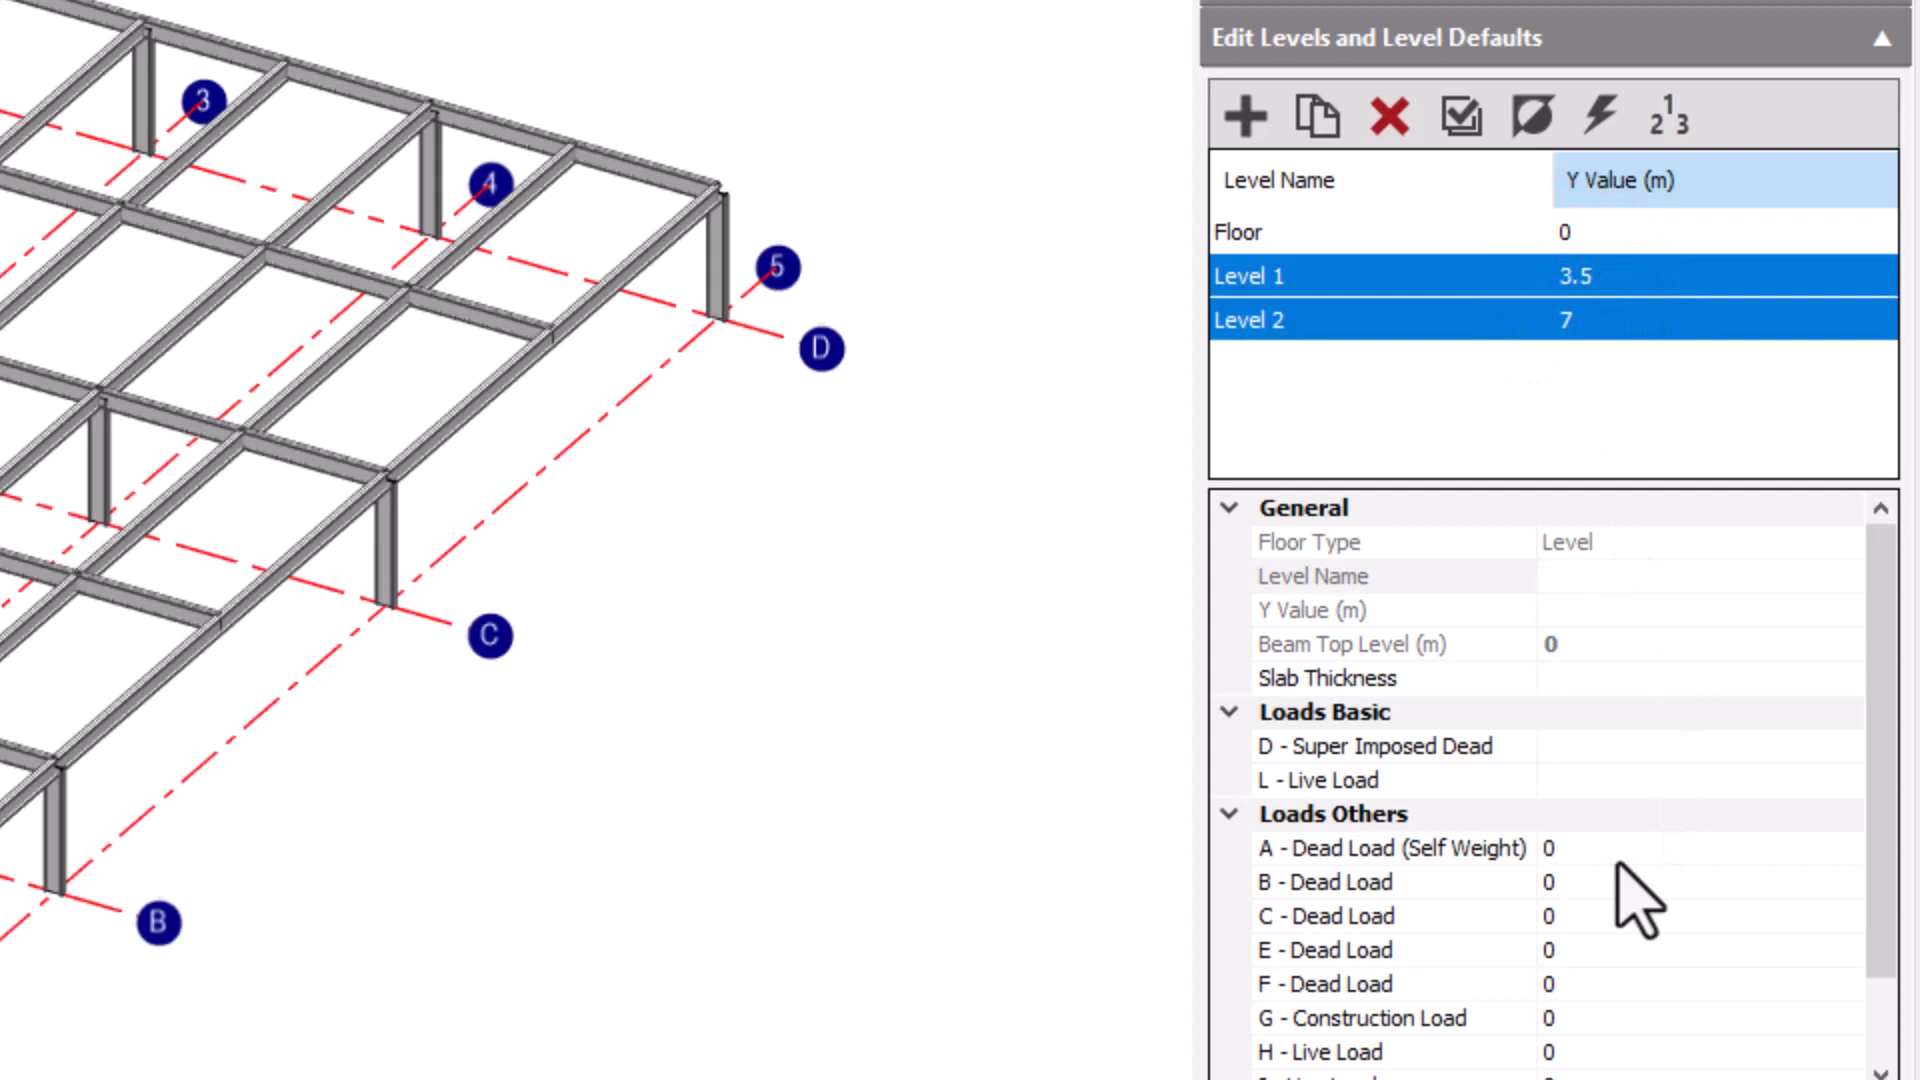 Edit Levels and Level Defaults
2 1 3
Level Name Y Value (m)
Floor 0
Level 1 3.5
Level 2 7
General
Floor Type Level
Level Name
Y Value (m)
Beam Top Level (m) 0
Slab Thickness
Loads Basic
D - Super Imposed Dead
L - Live Load
Loads Others
A - Dead Load (Self Weight) 0
B - Dead Load 0
C - Dead Load 0
E - Dead Load 0
F - Dead Load 0
G - Construction Load 0
H - Live Load 0
3
4
5
D
C
B